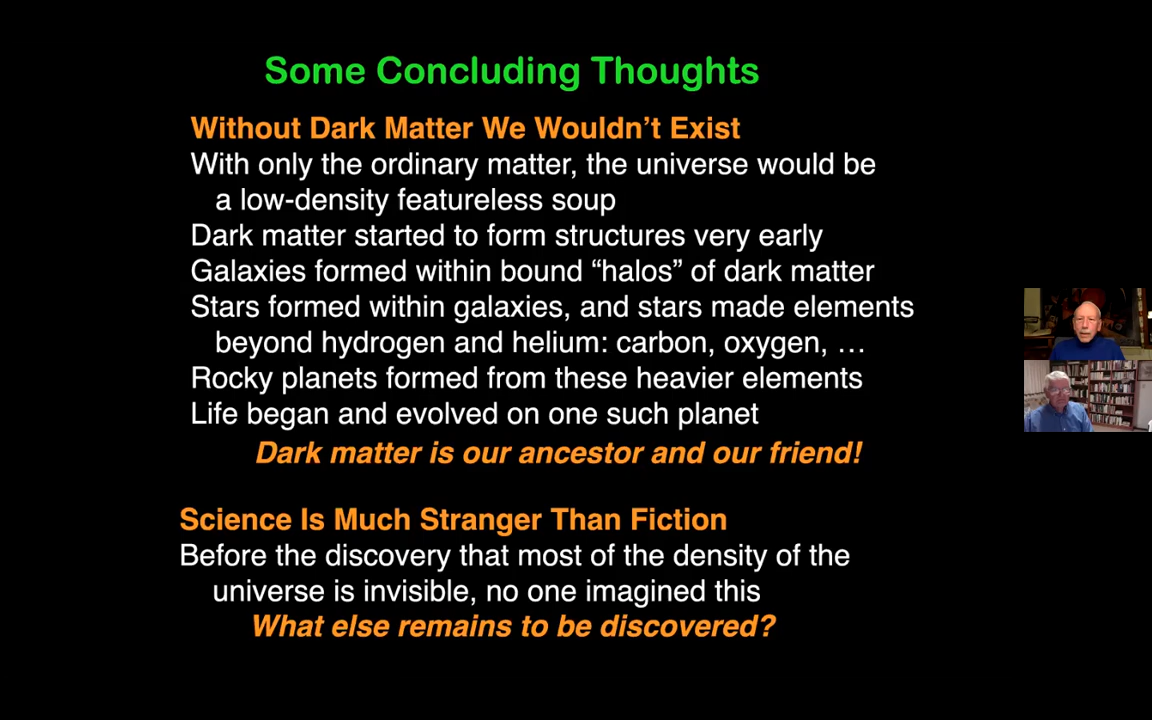 Some Concluding Thoughts
Without Dark Matter We Wouldn’t Exist
With only the ordinary matter, the universe would be
a low-density featureless soup
Dark matter started to form structures very early
Galaxies formed within bound “halos” of dark matter
Stars formed within galaxies, and stars made elements
beyond hydrogen and helium: carbon, oxygen, …
Rocky planets formed from these heavier elements
Life began and evolved on one such planet
Dark matter is our ancestor and our friend!
Science Is Much Stranger Than Fiction
Before the discovery that most of the density of the
universe is invisible, no one imagined this
What else remains to be discovered?